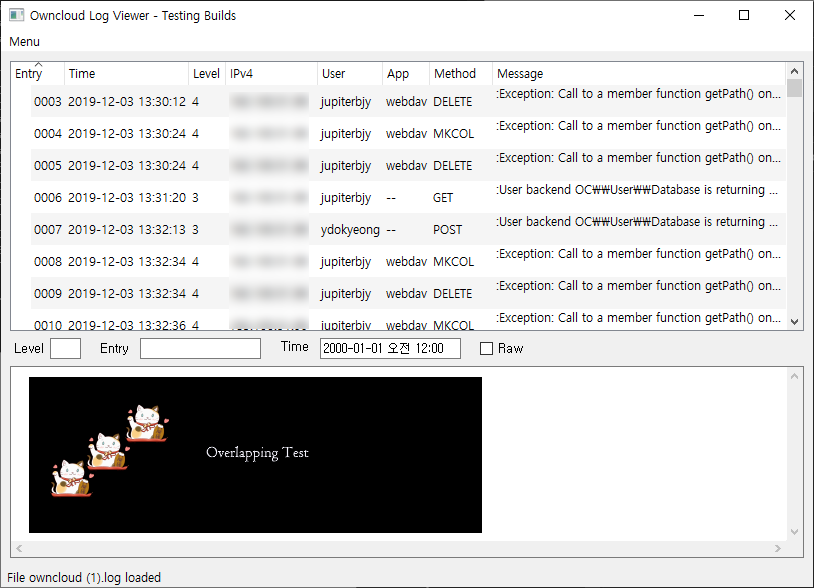 Owncloud Log Viewer - Testing Builds
Menu
Entry Time Level IPv4 User App Method Message
0003 2019-12-03 13:30:12 4 jupiterbjy webdav DELETE :Exception: Call to a member function getPath() on...
0004 2019-12-03 13:30:24 4 jupiterbjy webdav MKCOL :Exception: Call to a member function getPath() on...
0005 2019-12-03 13:30:24 4 jupiterbjy webdav DELETE :Exception: Call to a member function getPath() on...
0006 2019-12-03 13:31:20 3 jupiterbjy -- GET :User backend OC₩₩User₩₩Database is returning ...
0007 2019-12-03 13:32:13 3 ydokyeong -- POST :User backend OC₩₩User₩₩Database is returning ...
0008 2019-12-03 13:32:34 4 jupiterbjy webdav MKCOL :Exception: Call to a member function getPath() on...
0009 2019-12-03 13:32:34 4 jupiterbjy webdav DELETE :Exception: Call to a member function getPath() on...
0010 2019-12-03 13:32:36 4 jupiterbjy webdav MKCOL :Exception: Call to a member function getPath() on...
Level Entry Time 2000-01-01 오전 12:00 Raw
Overlapping Test
File owncloud (1).log loaded